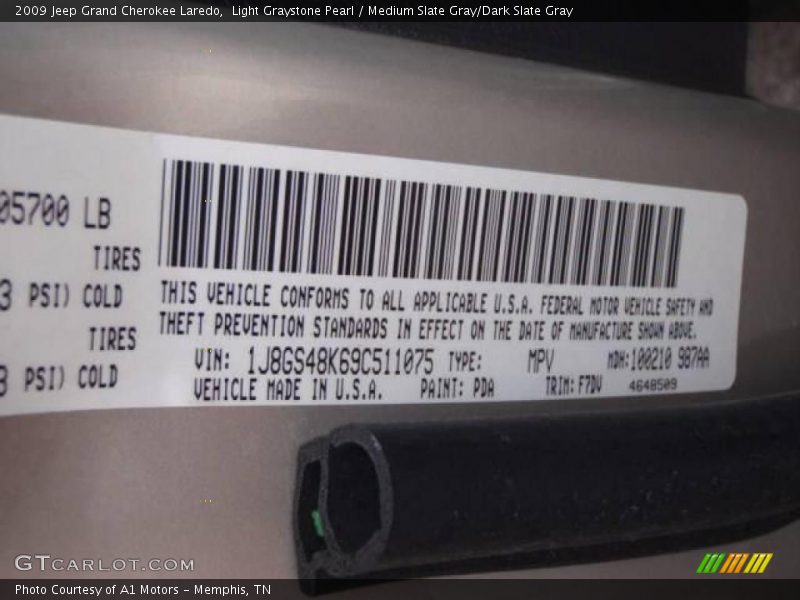 2009 Jeep Grand Cherokee Laredo, Light Graystone Pearl / Medium Slate Gray/Dark Slate Gray
05700 LB
TIRES
3 PSI) COLD
TIRES
3 PSI) COLD
THIS VEHICLE CONFORMS TO ALL APPLICABLE U.S.A. FEDERAL MOTOR VEHICLE SAFETY AND
THEFT PREVENTION STANDARDS IN EFFECT ON THE DATE OF MANUFACTURE SHOWN ABOVE.
VIN: 1J8GS48K69C511075 TYPE: MPV MDH:100210 987AA
VEHICLE MADE IN U.S.A. PAINT: PDA TRIM: F7DV 4648509
GTCARLOT.COM
Photo Courtesy of A1 Motors - Memphis, TN